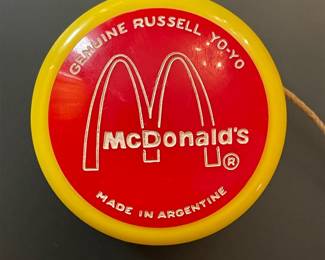 GENUINE RUSSELL YO-YO
McDonald's
®
MADE IN ARGENTINE